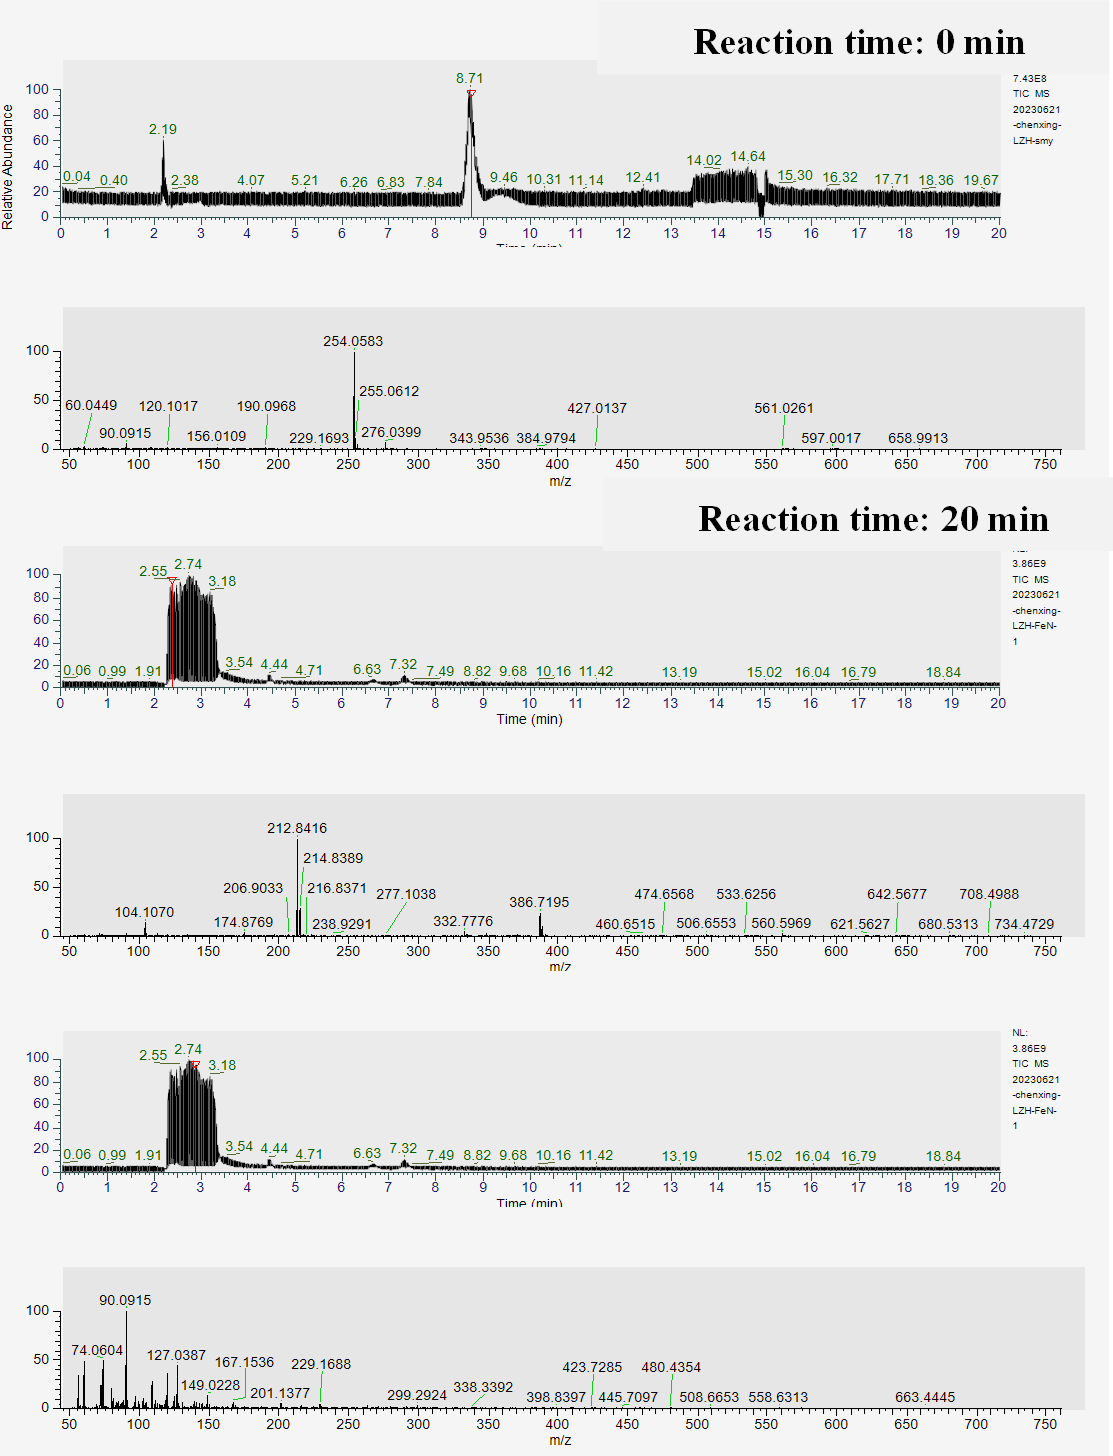 Reaction time: 0 min
7.43E8
TIC MS
20230621
-chenxing-
LZH-smy
Relative Abundance
100
80
60
40
20
0
8.71
2.19
0.04 0.40 2.38 4.07 5.21 6.26 6.83 7.84 9.46 10.31 11.14 12.41 14.02 14.64 15.30 16.32 17.71 18.36 19.67
0 1 2 3 4 5 6 7 8 9 10 11 12 13 14 15 16 17 18 19 20
Time (min)
100
50
0
254.0583
255.0612
60.0449 120.1017 190.0968 427.0137 561.0261
90.0915 156.0109 229.1693 276.0399 343.9536 384.9794 597.0017 658.9913
50 100 150 200 250 300 350 400 450 500 550 600 650 700 750
m/z
Reaction time: 20 min
3.86E9
TIC MS
20230621
-chenxing-
LZH-FeN-
1
100
80
60
40
20
0
2.55 2.74 3.18
0.06 0.99 1.91 3.54 4.44 4.71 6.63 7.32 7.49 8.82 9.68 10.16 11.42 13.19 15.02 16.04 16.79 18.84
0 1 2 3 4 5 6 7 8 9 10 11 12 13 14 15 16 17 18 19 20
Time (min)
100
50
0
212.8416
214.8389
206.9033 216.8371 277.1038 386.7195 474.6568 533.6256 642.5677 708.4988
104.1070 174.8769 238.9291 332.7776 460.6515 506.6553 560.5969 621.5627 680.5313 734.4729
50 100 150 200 250 300 350 400 450 500 550 600 650 700 750
m/z
NL:
3.86E9
TIC MS
20230621
-chenxing-
LZH-FeN-
1
100
80
60
40
20
0
2.55 2.74 3.18
0.06 0.99 1.91 3.54 4.44 4.71 6.63 7.32 7.49 8.82 9.68 10.16 11.42 13.19 15.02 16.04 16.79 18.84
0 1 2 3 4 5 6 7 8 9 10 11 12 13 14 15 16 17 18 19 20
Time (min)
100
50
0
90.0915
74.0604 127.0387 167.1536 229.1688 423.7285 480.4354
149.0228 201.1377 299.2924 338.3392 398.8397 445.7097 508.6653 558.6313 663.4445
50 100 150 200 250 300 350 400 450 500 550 600 650 700 750
m/z